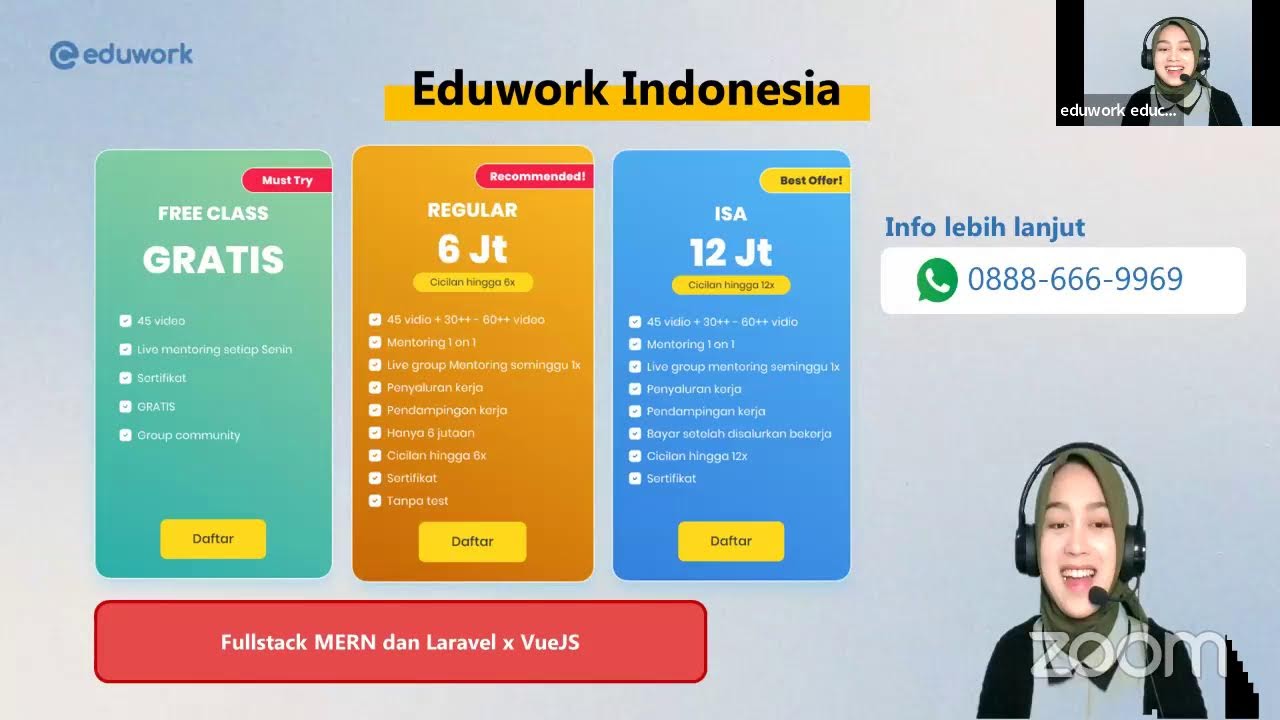 eduwork
Eduwork Indonesia
eduwork educ...
Must Try
FREE CLASS
GRATIS
45 video
Live mentoring setiap Senin
Sertifikat
GRATIS
Group community
Daftar
Recommended!
REGULAR
6 Jt
Cicilan hingga 6x
45 vidio + 30++ - 60++ video
Mentoring 1 on 1
Live group Mentoring serninggu 1x
Penyaluran kerja
Pendampingan kerja
Hanya 6 jutaan
Cicilan hingga 6x
Sertifikat
Tanpa test
Daftar
Best Offer!
ISA
12 Jt
Cicilan hingga 12x
45 vidio + 30++ - 60++ vidio
Mentoring 1 on 1
Live group mentoring seminggu 1x
Penyaluran kerja
Pendampingan kerja
Bayar setelah disalurkan bekerja
Cicilan hingga 12x
Sertifikat
Daftar
Info lebih lanjut
0888-666-9969
Fullstack MERN dan Laravel x VueJS
zoom